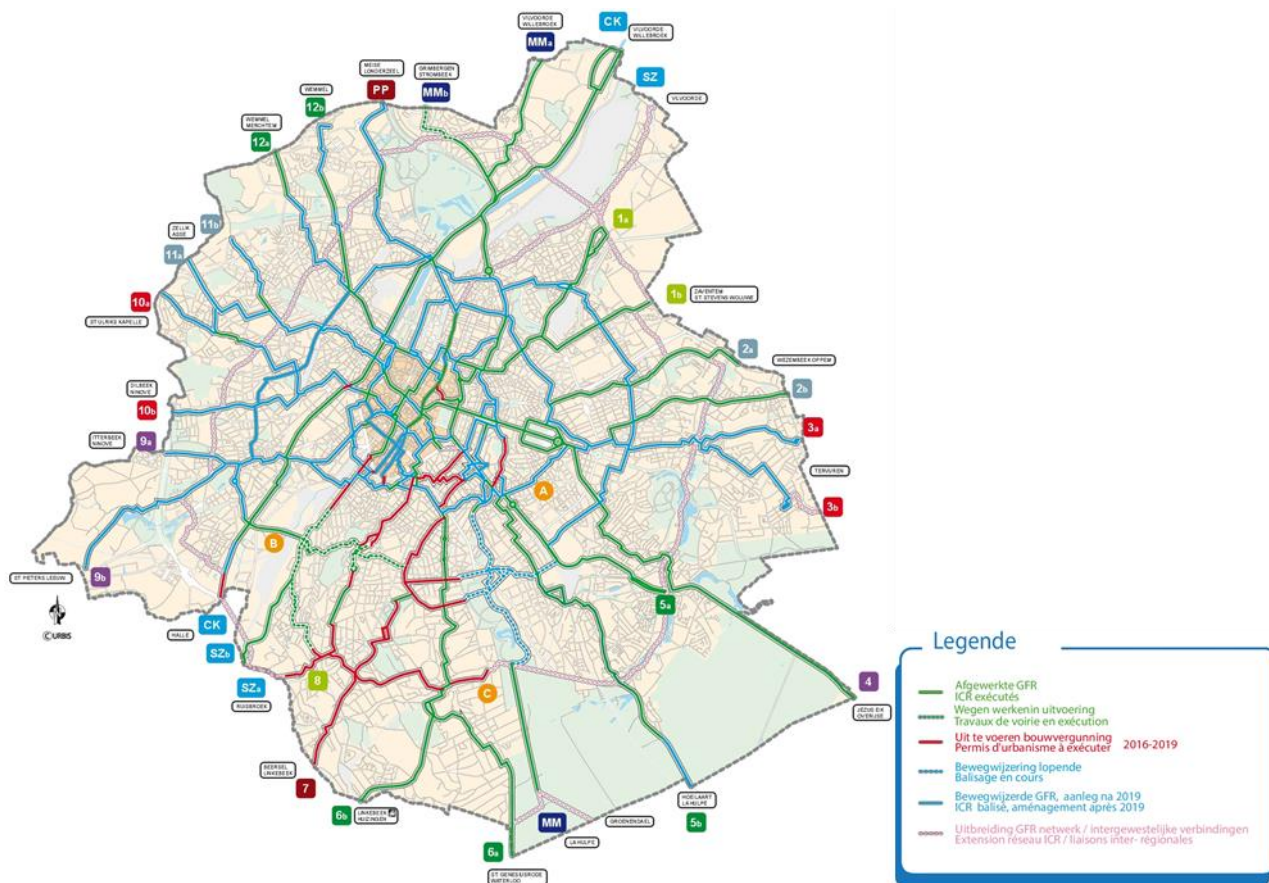 VILVOORDE
WILLEBROEK
CK
VILVOORDE
WILLEBROEK
MMa
MEISE
LONDERZEEL
GRIMBERGEN
STROMBEEK
SZ
PP
MMb
VILVOORDE
WEMMEL
12b
WEMMEL
MERCHTEM
12a
11b
1a
ZELLIK
ASSE
11a
10a
1b
ZAVENTEM
ST STEVENS WOLUWE
ST ULRIKS KAPELLE
2a
WEZEMBEEK OPPEM
DILBEEK
NINOVE
2b
10b
3a
ITTERBEEK
NINOVE
9a
TERVUREN
A
3b
B
ST PIETERS LEEUW
9b
5a
© URBIS
HALLE
CK
SZb
8
4
SZa
C
RUISBROEK
JEZUS EIK
OVERIJSE
BEERSEL
LINKEBEEK
7
HOEILAART
LA HULPE
6b
LINKEBEEK
HUIZINGEN
MM
GROENENDAEL
5b
LA HULPE
6a
ST GENESIUSRODE
WATERLOO
Legende
Afgewerkte GFR
ICR exécutés
Wegen werkenin uitvoering
Travaux de voirie en exécution
Uit te voeren bouwvergunning
Permis d'urbanisme à exécuter 2016-2019
Bewegwijzering lopende
Balisage en cours
Bewegwijzerde GFR, aanleg na 2019
ICR balisé, aménagement après 2019
Uitbreiding GFR netwerk / intergewestelijke verbindingen
Extension réseau ICR / liaisons inter- régionales